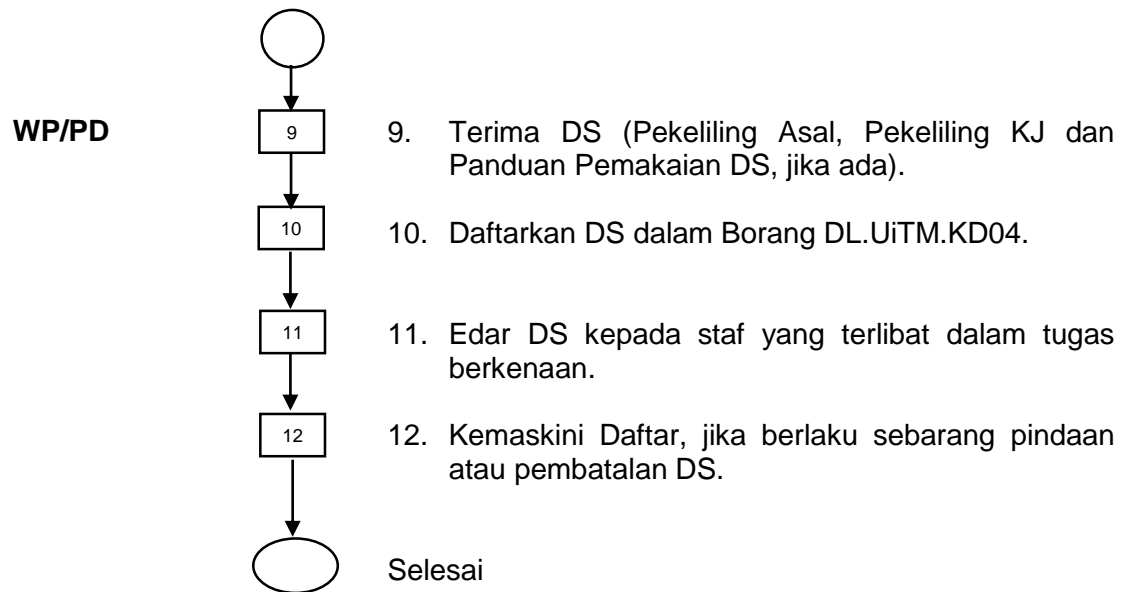 WP/PD
9
9. Terima DS (Pekeliling Asal, Pekeliling KJ dan
Panduan Pemakaian DS, jika ada).
10
10. Daftarkan DS dalam Borang DL.UiTM.KD04.
11
11. Edar DS kepada staf yang terlibat dalam tugas
berkenaan.
12
12. Kemaskini Daftar, jika berlaku sebarang pindaan
atau pembatalan DS.
Selesai